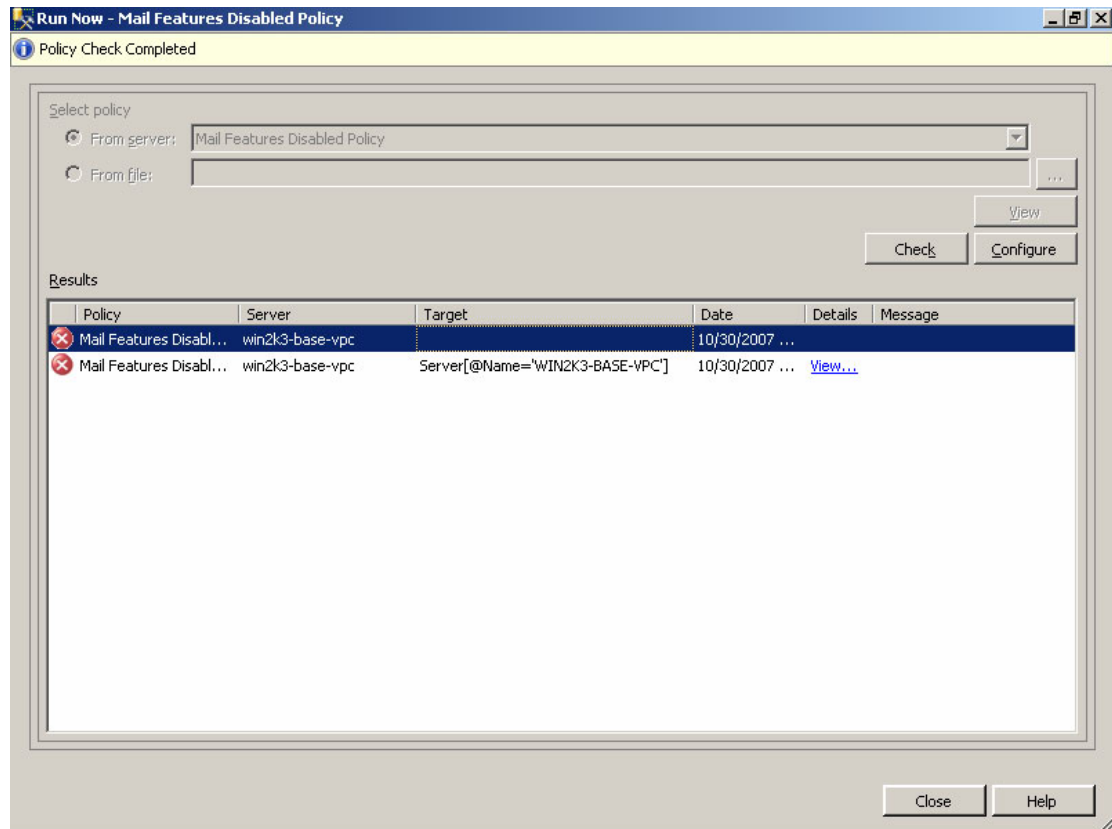 Run Now - Mail Features Disabled Policy
Policy Check Completed
Select policy
From server: Mail Features Disabled Policy
From file: ...
View
Check Configure
Results
Policy Server Target Date Details Message
Mail Features Disabl... win2k3-base-vpc 10/30/2007 ...
Mail Features Disabl... win2k3-base-vpc Server[@Name='WIN2K3-BASE-VPC'] 10/30/2007 ... View...
Close Help